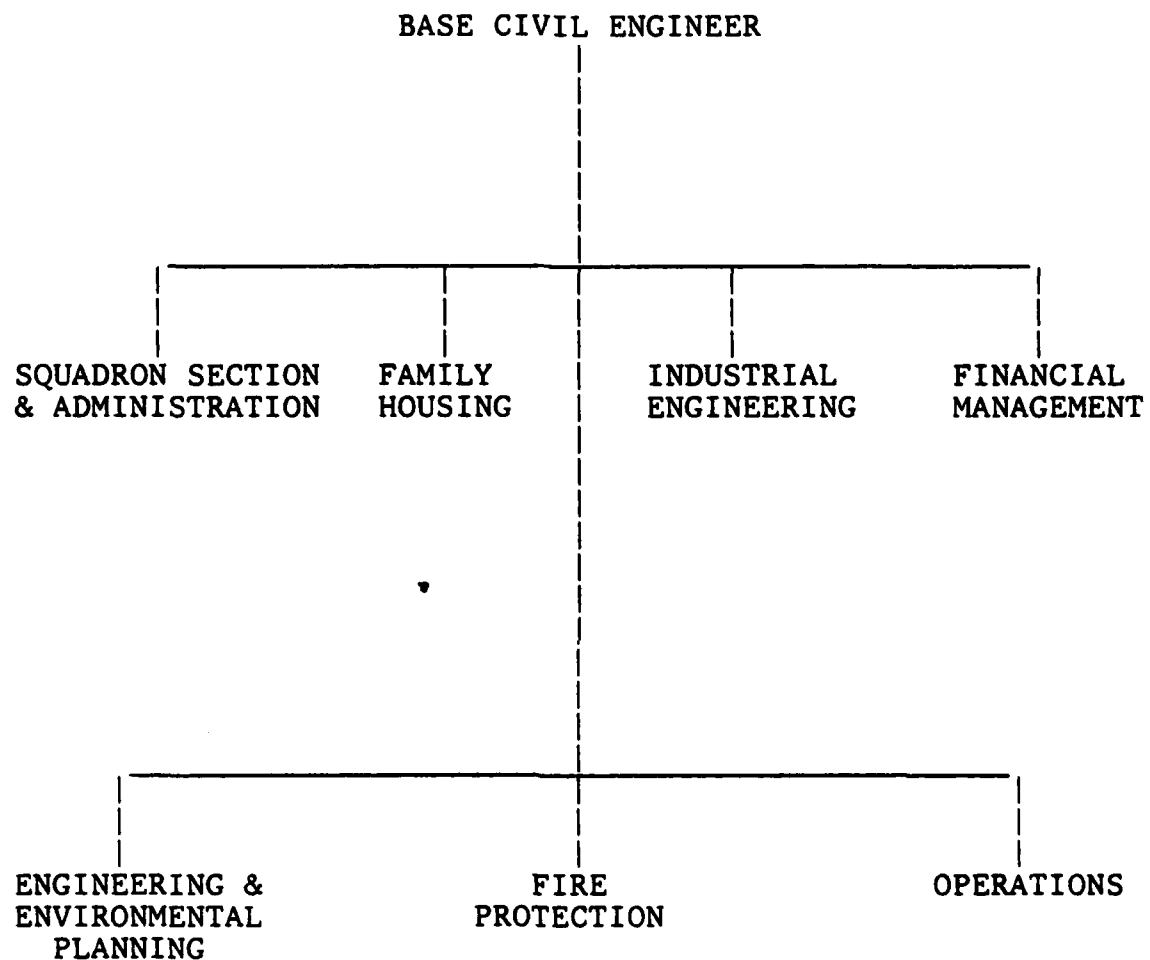 BASE CIVIL ENGINEER
SQUADRON SECTION
& ADMINISTRATION
FAMILY
HOUSING
INDUSTRIAL
ENGINEERING
FINANCIAL
MANAGEMENT
ENGINEERING &
ENVIRONMENTAL
PLANNING
FIRE
PROTECTION
OPERATIONS